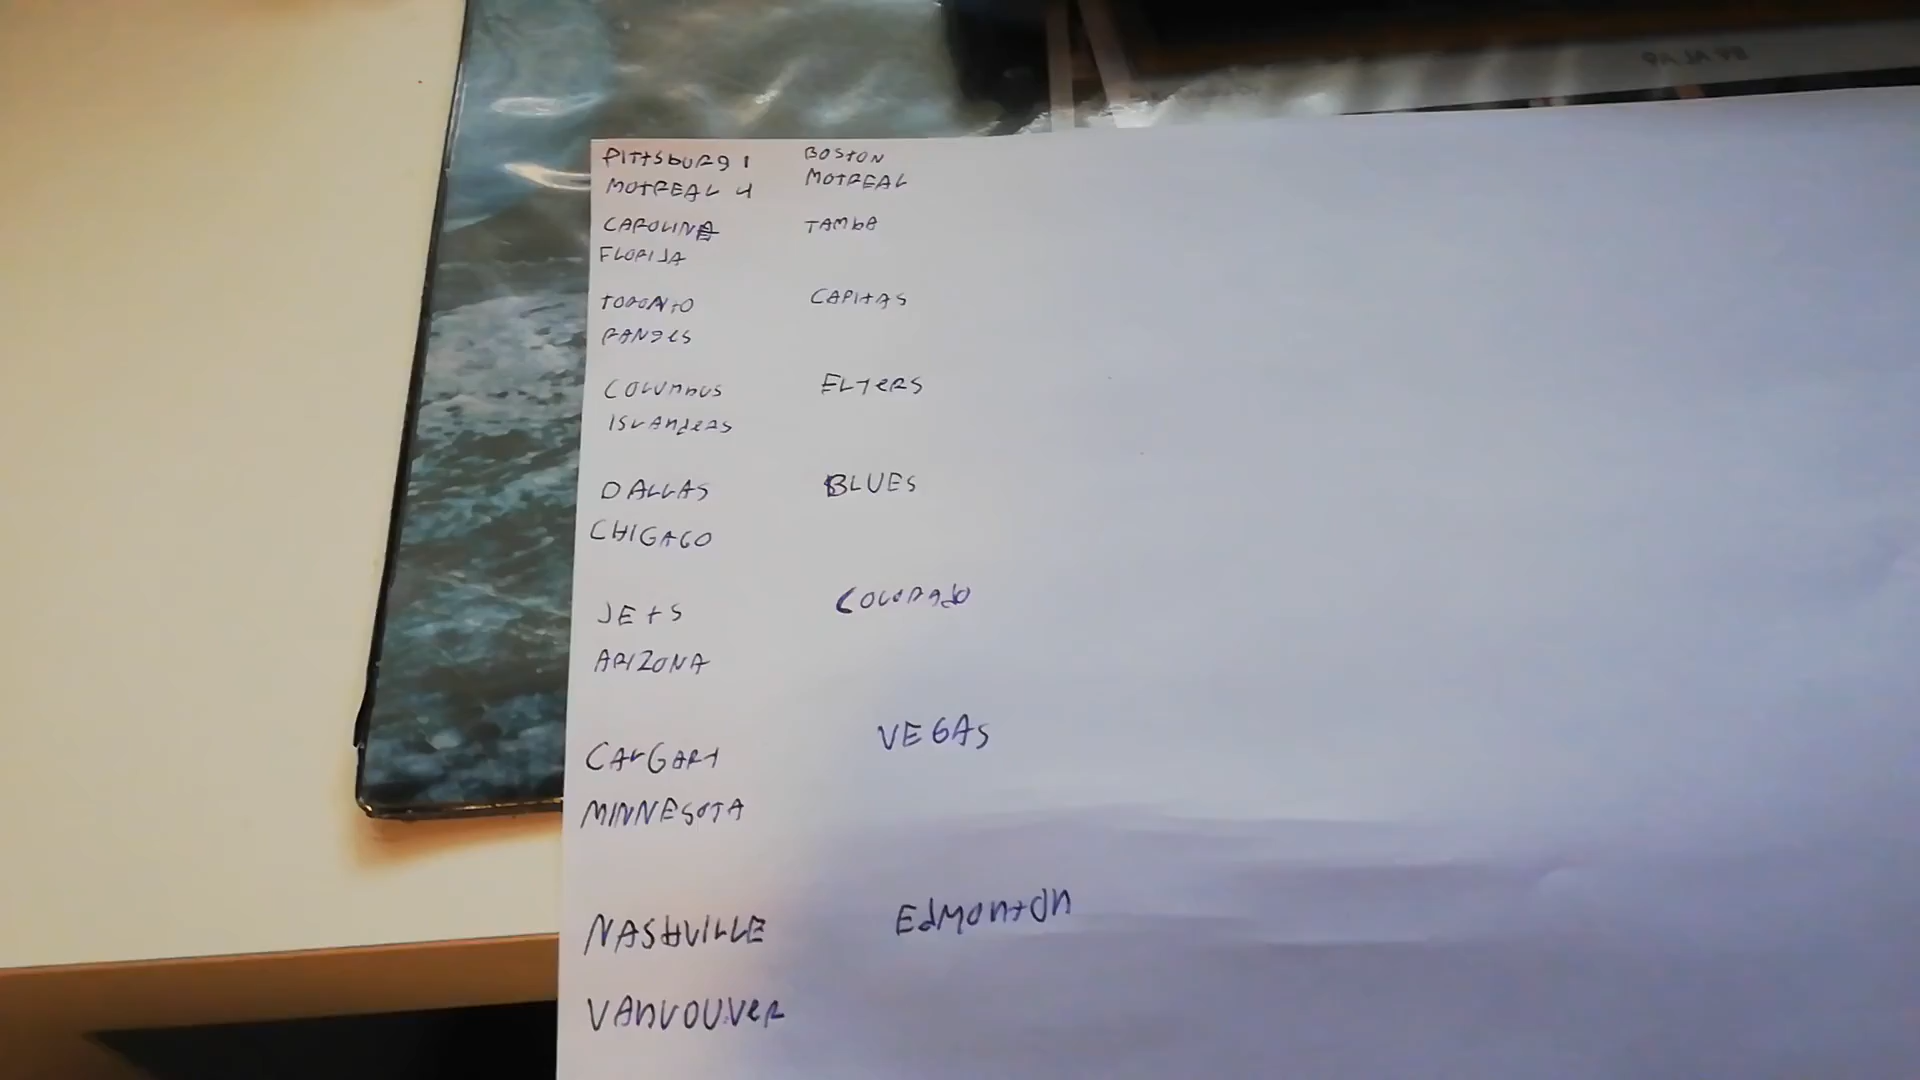 PITTSbURg 1 BOSTON
MOTREAL 4 MOTREAL
CAROLINA TAMbA
FLORIdA
TORONTO CAPITAS
RANgES
COLUMbUS FLYERS
ISLANdERS
DALLAS BLUES
CHIGAGO
JETS COLORAdO
ARIZONA
CALGARY VEGAS
MINNESOTA
NASHVILLE EdMOnTOn
VAnVOUVeR